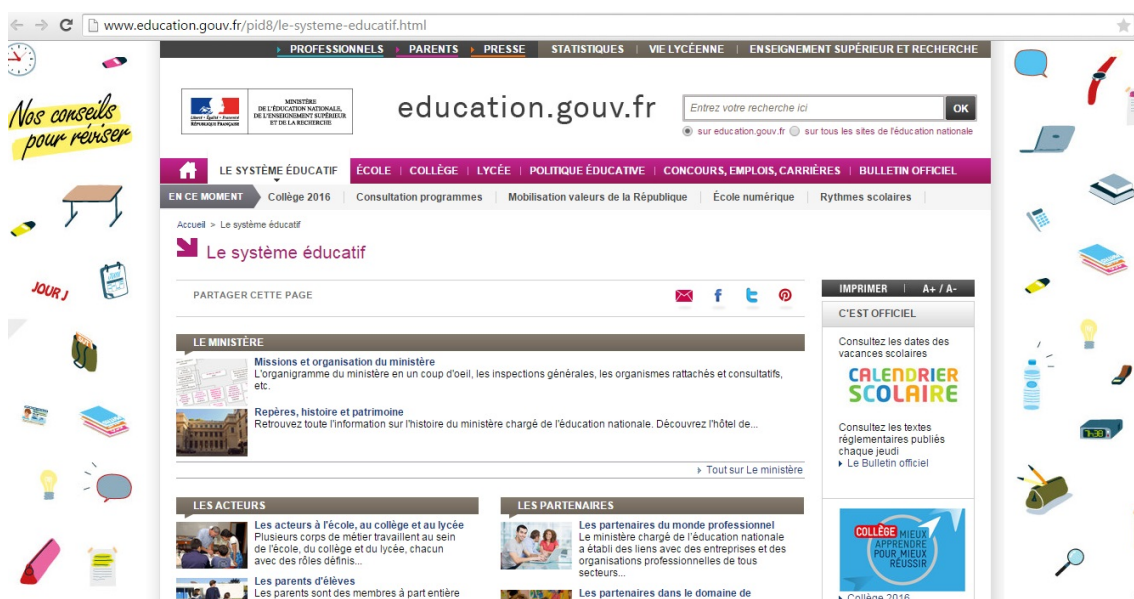 www.education.gouv.fr/pid8/le-systeme-educatif.html
PROFESSIONNELS PARENTS PRESSE STATISTIQUES | VIE LYCÉENNE | ENSEIGNEMENT SUPÉRIEUR ET RECHERCHE
Nos conseils
pour réviser
MINISTÈRE
DE L'ÉDUCATION NATIONALE,
DE L'ENSEIGNEMENT SUPÉRIEUR
ET DE LA RECHERCHE
Liberté • Égalité • Fraternité
RÉPUBLIQUE FRANÇAISE
education.gouv.fr
Entrez votre recherche ici OK
sur education.gouv.fr sur tous les sites de l'éducation nationale
LE SYSTÈME ÉDUCATIF ÉCOLE | COLLÈGE | LYCÉE | POLITIQUE ÉDUCATIVE | CONCOURS, EMPLOIS, CARRIÈRES | BULLETIN OFFICIEL
EN CE MOMENT Collège 2016 Consultation programmes Mobilisation valeurs de la République École numérique Rythmes scolaires
Accueil > Le système éducatif
Le système éducatif
JOUR J
PARTAGER CETTE PAGE
IMPRIMER | A+ / A-
C'EST OFFICIEL
LE MINISTÈRE
Missions et organisation du ministère
L'organigramme du ministère en un coup d'oeil, les inspections générales, les organismes rattachés et consultatifs,
etc.
Repères, histoire et patrimoine
Retrouvez toute l'information sur l'histoire du ministère chargé de l'éducation nationale. Découvrez l'hôtel de...
Tout sur Le ministère
Consultez les dates des
vacances scolaires
CALENDRIER
SCOLAIRE
Consultez les textes
réglementaires publiés
chaque jeudi
Le Bulletin officiel
7:38
LES ACTEURS
Les acteurs à l'école, au collège et au lycée
Plusieurs corps de métier travaillent au sein
de l'école, du collège et du lycée, chacun
avec des rôles définis...
Les parents d'élèves
Les parents sont des membres à part entière
LES PARTENAIRES
Les partenaires du monde professionnel
Le ministère chargé de l'éducation nationale
a établi des liens avec des entreprises et des
organisations professionnelles de tous
secteurs...
Les partenaires dans le domaine de
COLLÈGE MIEUX
APPRENDRE
POUR MIEUX
RÉUSSIR
Collège 2016